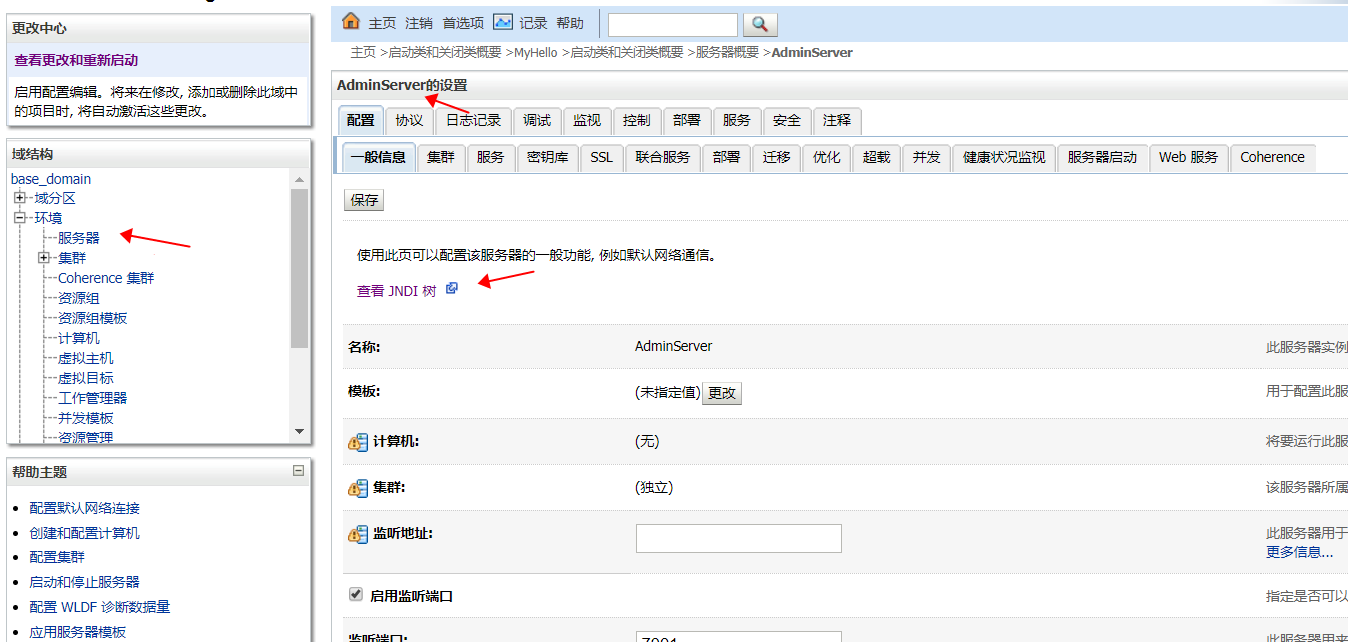 更改中心
查看更改和重新启动
启用配置编辑。将来在修改, 添加或删除此域中
的项目时, 将自动激活这些更改。
域结构
base_domain
域分区
环境
服务器
集群
Coherence 集群
资源组
资源组模板
计算机
虚拟主机
虚拟目标
工作管理器
并发模板
资源管理
帮助主题
配置默认网络连接
创建和配置计算机
配置集群
启动和停止服务器
配置 WLDF 诊断数据量
应用服务器模板
主页 注销 首选项 记录 帮助
主页 >启动类和关闭类概要 >MyHello >启动类和关闭类概要 >服务器概要 >AdminServer
AdminServer的设置
配置 协议 日志记录 调试 监视 控制 部署 服务 安全 注释
一般信息 集群 服务 密钥库 SSL 联合服务 部署 迁移 优化 超载 并发 健康状况监视 服务器启动 Web 服务 Coherence
保存
使用此页可以配置该服务器的一般功能, 例如默认网络通信。
查看 JNDI 树
名称: AdminServer 此服务器实例
模板: (未指定值) 更改 用于配置此服
计算机: (无) 将要运行此服
集群: (独立) 该服务器所属
监听地址: 此服务器用于
更多信息...
启用监听端口 指定是否可以
监听端口: 7001 此服务器用来